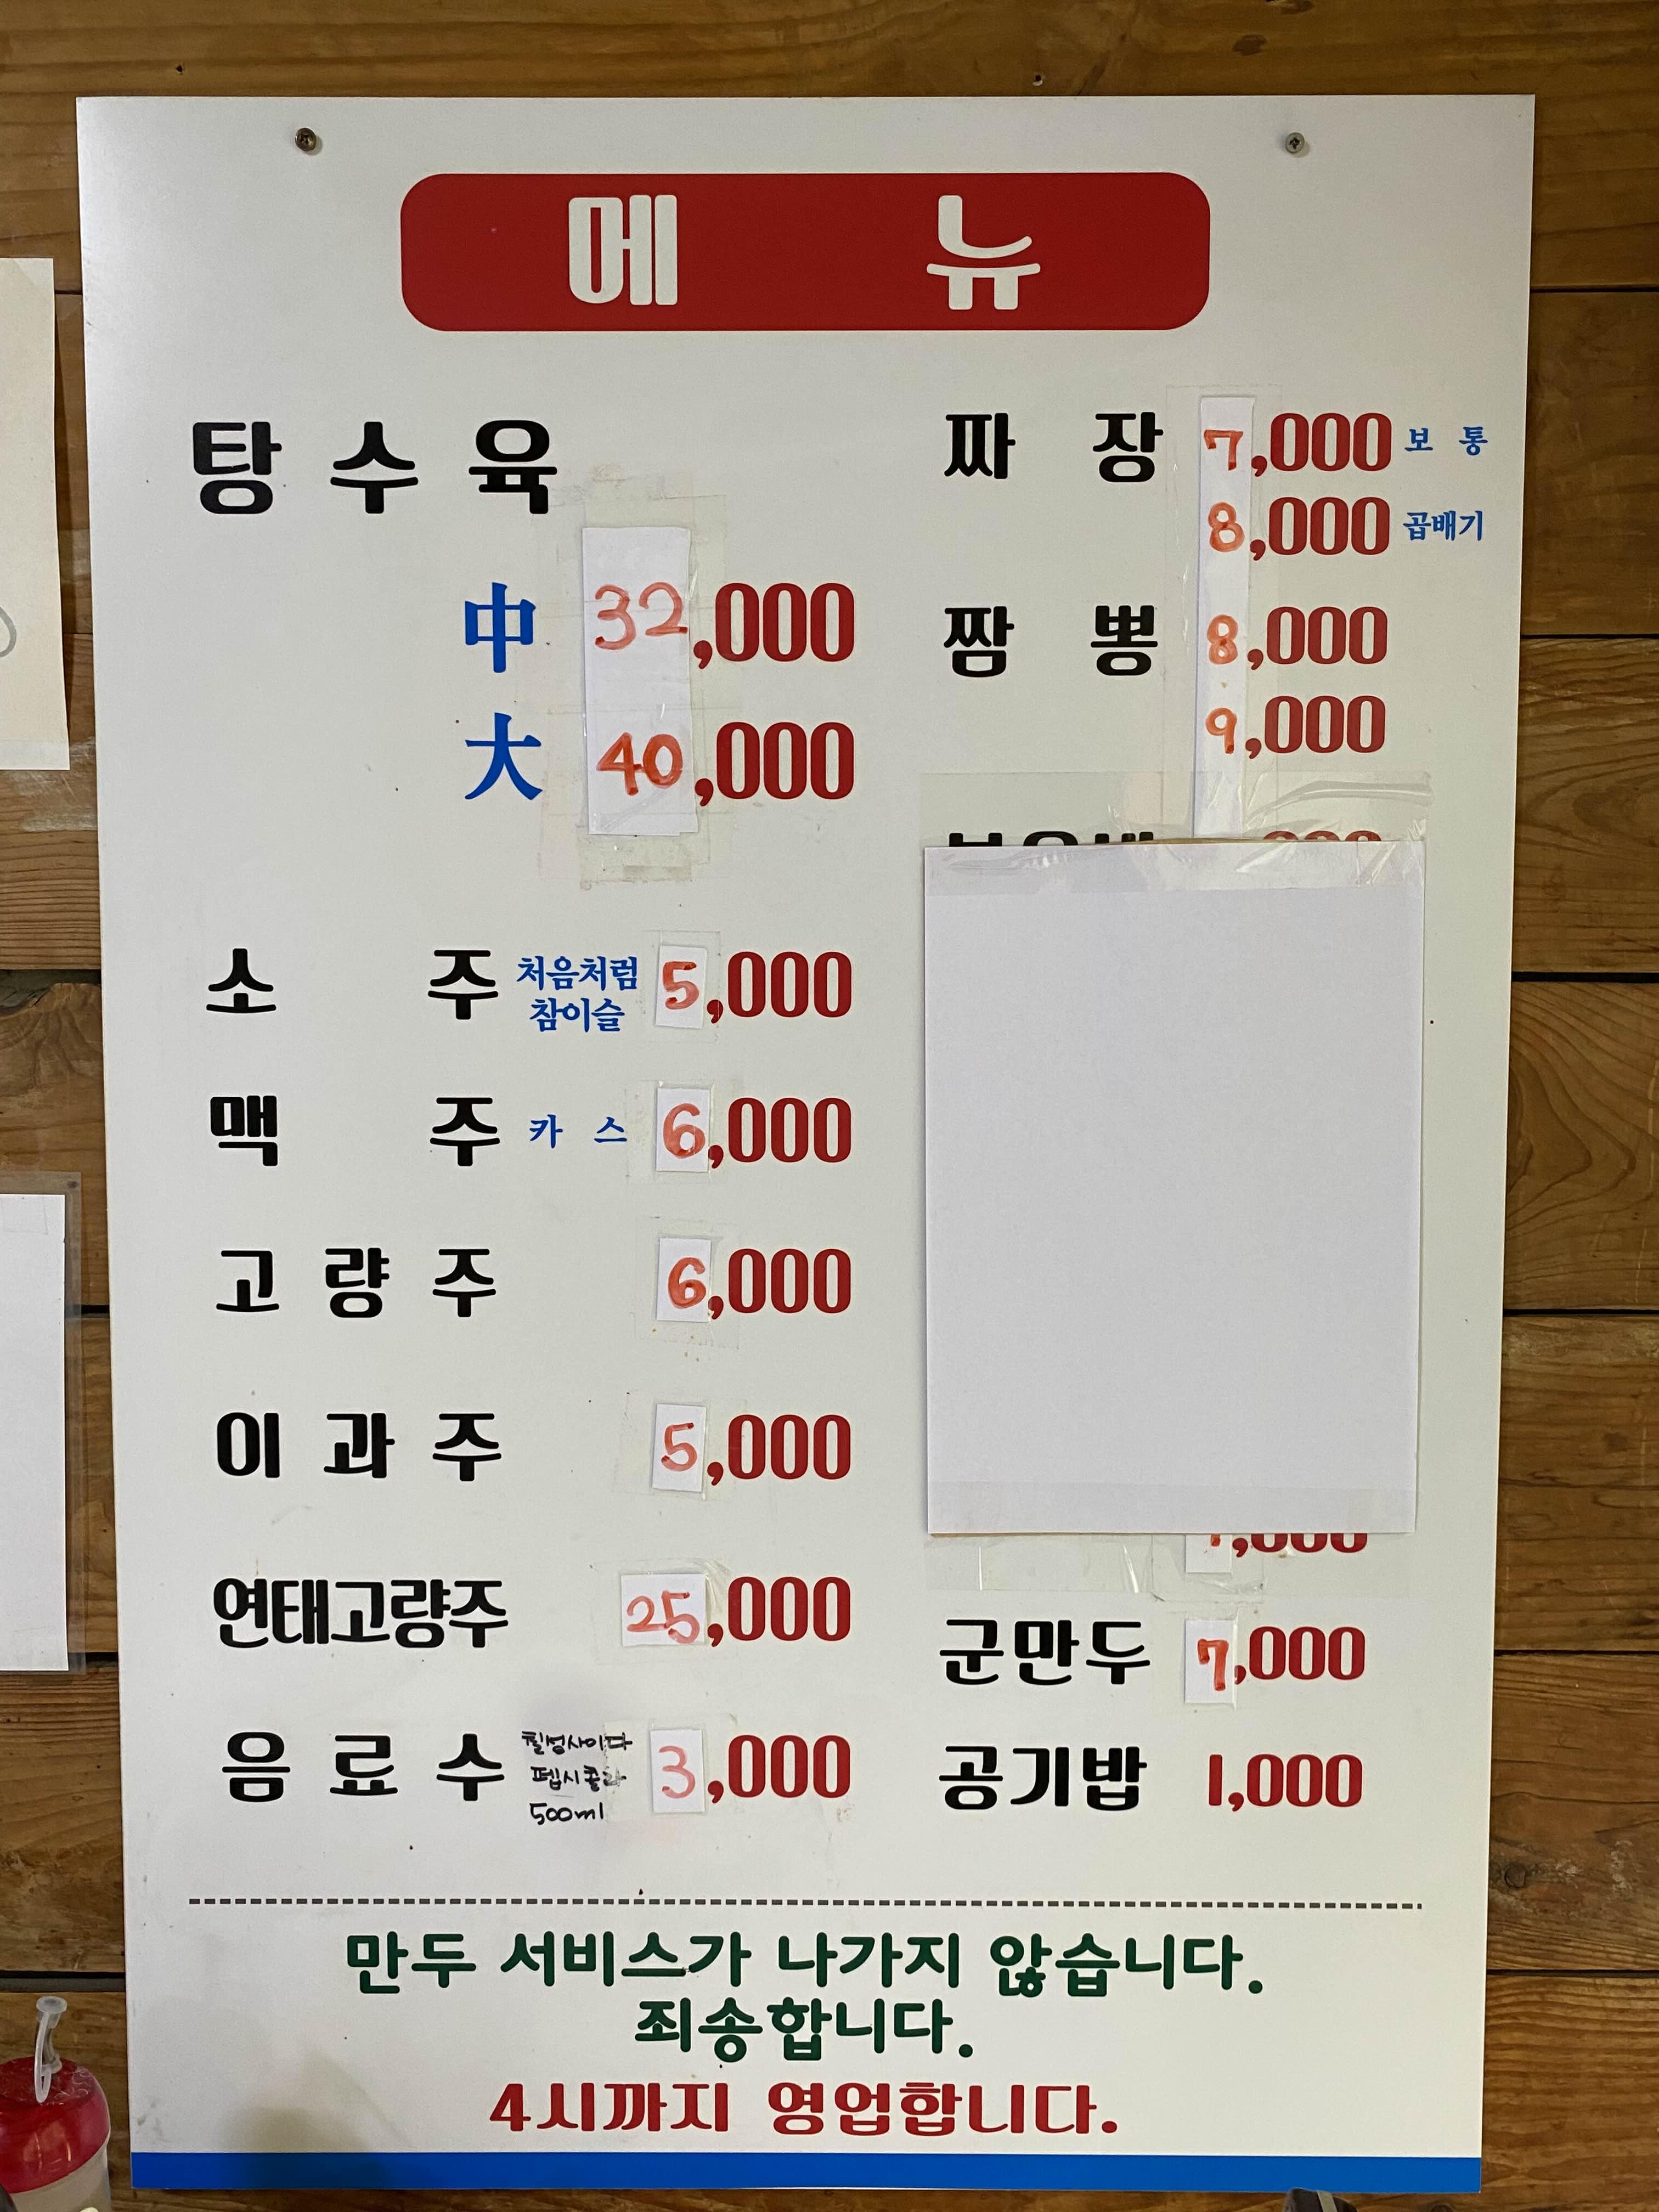 메뉴
탕수육
中 32,000
大 40,000
소주 처음처럼 참이슬 5,000
맥주 카스 6,000
고량주 6,000
이과주 5,000
연태고량주 25,000
음료수 칠성사이다 펩시콜라 500ml 3,000
짜장 7,000 보통
8,000 곱배기
짬뽕 8,000
9,000
군만두 7,000
공기밥 1,000
만두 서비스가 나가지 않습니다.
죄송합니다.
4시까지 영업합니다.